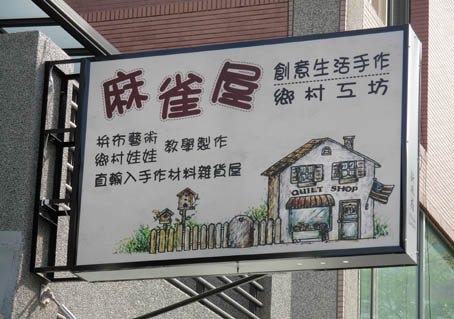 麻雀屋
創意生活手作
鄉村工坊
拼布藝術
鄉村娃娃
教學製作
直輸入手作材料雜貨屋
QUILT SHOP